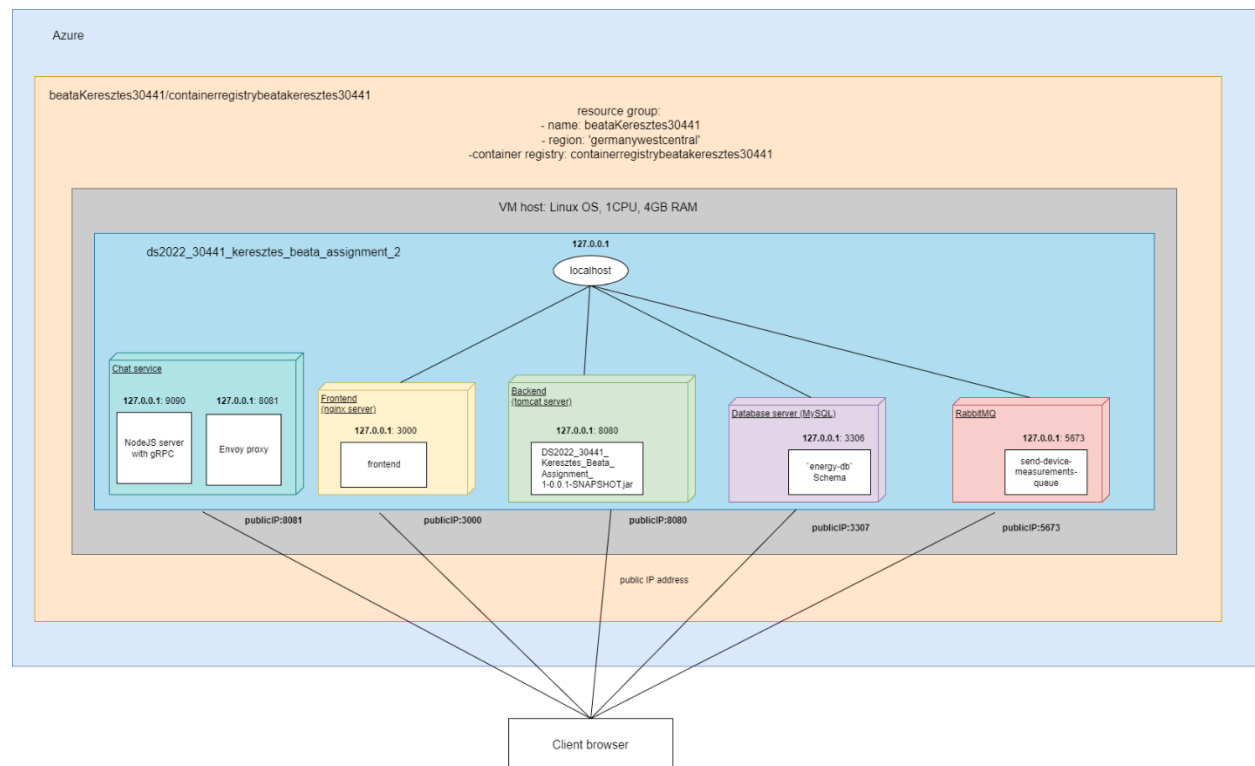 Azure
beataKeresztes30441/containerregistrybeatakeresztes30441
resource group:
- name: beataKeresztes30441
- region: 'germanywestcentral'
-container registry: containerregistrybeatakeresztes30441
VM host: Linux OS, 1CPU, 4GB RAM
ds2022_30441_keresztes_beata_assignment_2
127.0.0.1
localhost
Chat service
127.0.0.1: 9090
127.0.0.1: 8081
NodeJS server
with gRPC
Envoy proxy
Frontend
(nginx server)
127.0.0.1: 3000
frontend
Backend
(tomcat server)
127.0.0.1: 8080
DS2022_30441_
Keresztes_Beata_
Assignment_
1-0.0.1-SNAPSHOT.jar
Database server (MySQL)
127.0.0.1: 3306
`energy-db`
Schema
RabbitMQ
127.0.0.1: 5673
send-device-
measurements-
queue
publicIP:8081
publicIP:3000
publicIP:8080
publicIP:3307
publicIP:5673
public IP address
Client browser